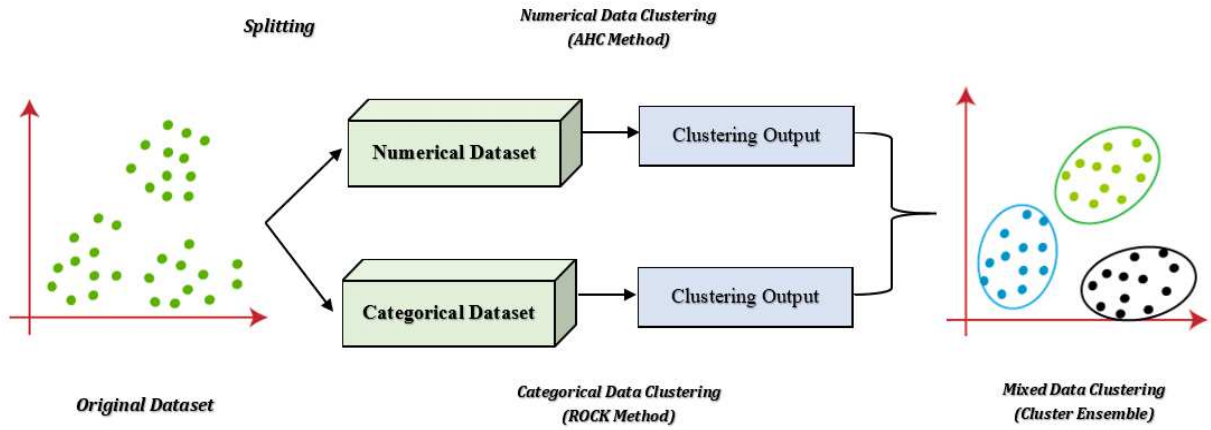 Splitting
Numerical Data Clustering
(AHC Method)
Numerical Dataset
Clustering Output
Categorical Dataset
Clustering Output
Original Dataset
Categorical Data Clustering
(ROCK Method)
Mixed Data Clustering
(Cluster Ensemble)